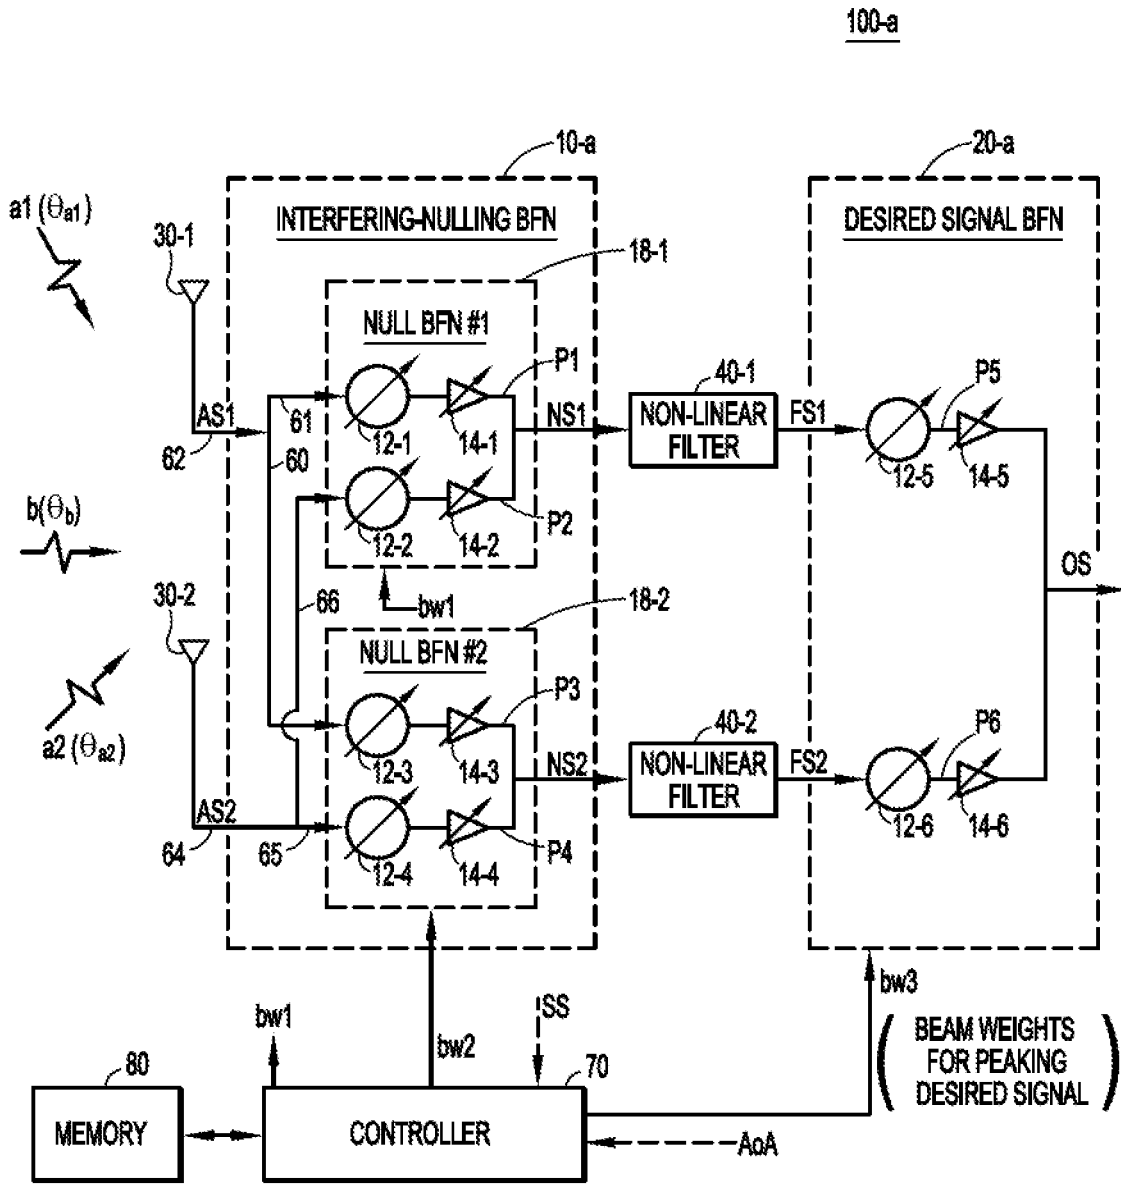 100-a
10-a
20-a
a1(θa1)
INTERFERING-NULLING BFN
DESIRED SIGNAL BFN
30-1
18-1
NULL BFN #1
P1
40-1
P5
AS1
61
NS1
NON-LINEAR
FILTER
FS1
62
60
12-1
14-1
12-5
14-5
b(θb)
P2
12-2
14-2
OS
30-2
66
bw1
18-2
NULL BFN #2
P3
40-2
P6
a2(θa2)
NS2
NON-LINEAR
FILTER
FS2
12-3
14-3
AS2
12-6
14-6
64
65
P4
12-4
14-4
bw3
bw1
SS
bw2
BEAM WEIGHTS
FOR PEAKING
DESIRED SIGNAL
80
70
MEMORY
CONTROLLER
AoA